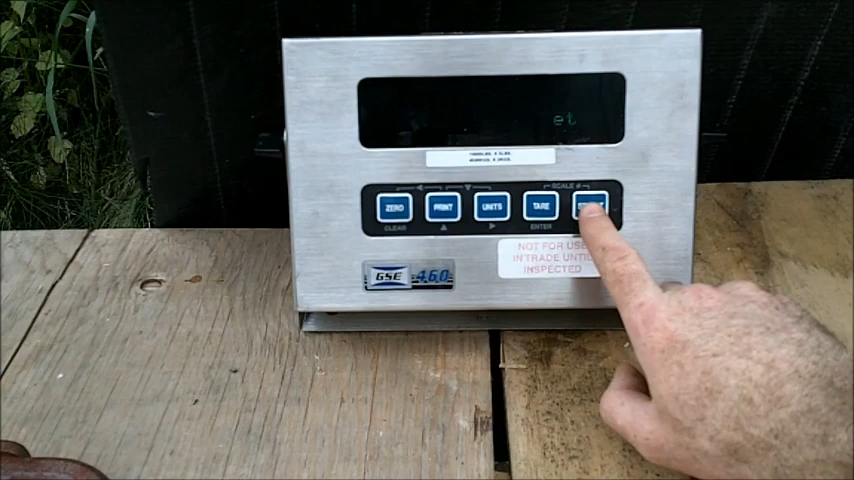 et
SCALE #
ZERO
PRINT
UNITS
TARE
CLEAR
ENTER
NOT FOR USE
IN TRADE UNTIL
INSPECTED
GSE 460